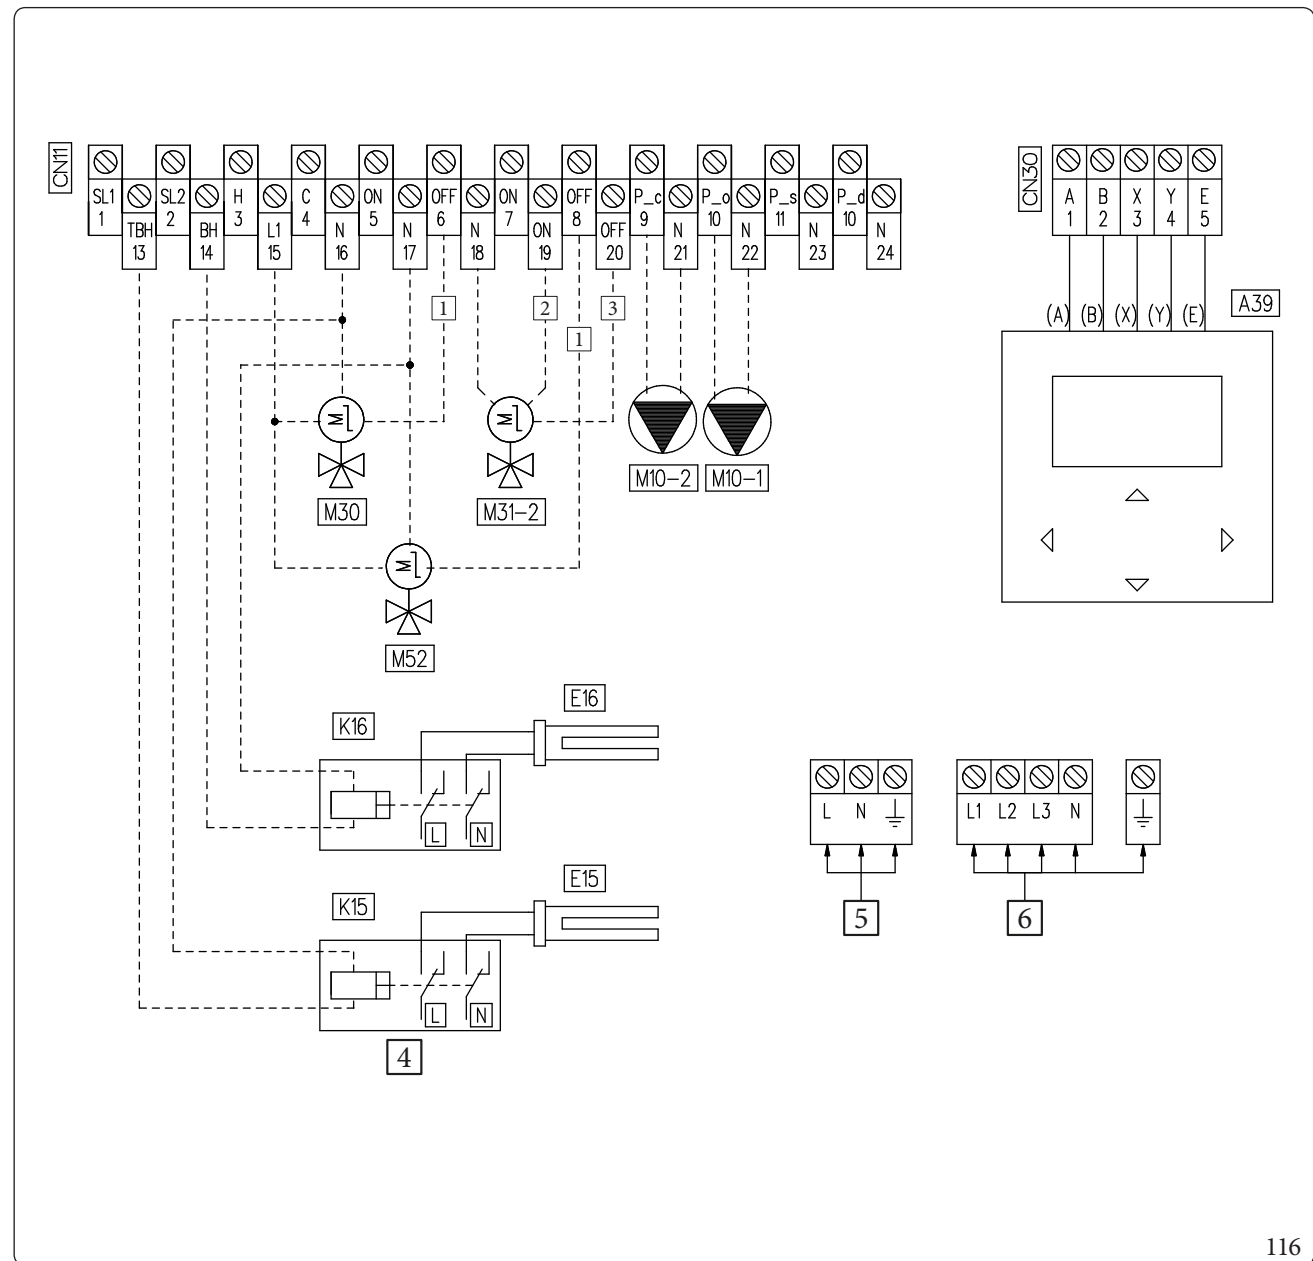 CN11
SL1 SL2 H C ON OFF ON OFF P_c P_o P_s P_d
1 2 3 4 5 6 7 8 9 10 11 10
TBH BH L1 N N N ON OFF N N N N
13 14 15 16 17 18 19 20 21 22 23 24
CN30
A B X Y E
1 2 3 4 5
(A) (B) (X) (Y) (E)
A39
1 2 3
1
M M
M10-2 M10-1
M30 M31-2
M
M52
E16
K16
L N
E15
K15
L N
4
L N
L1 L2 L3 N
5 6
116